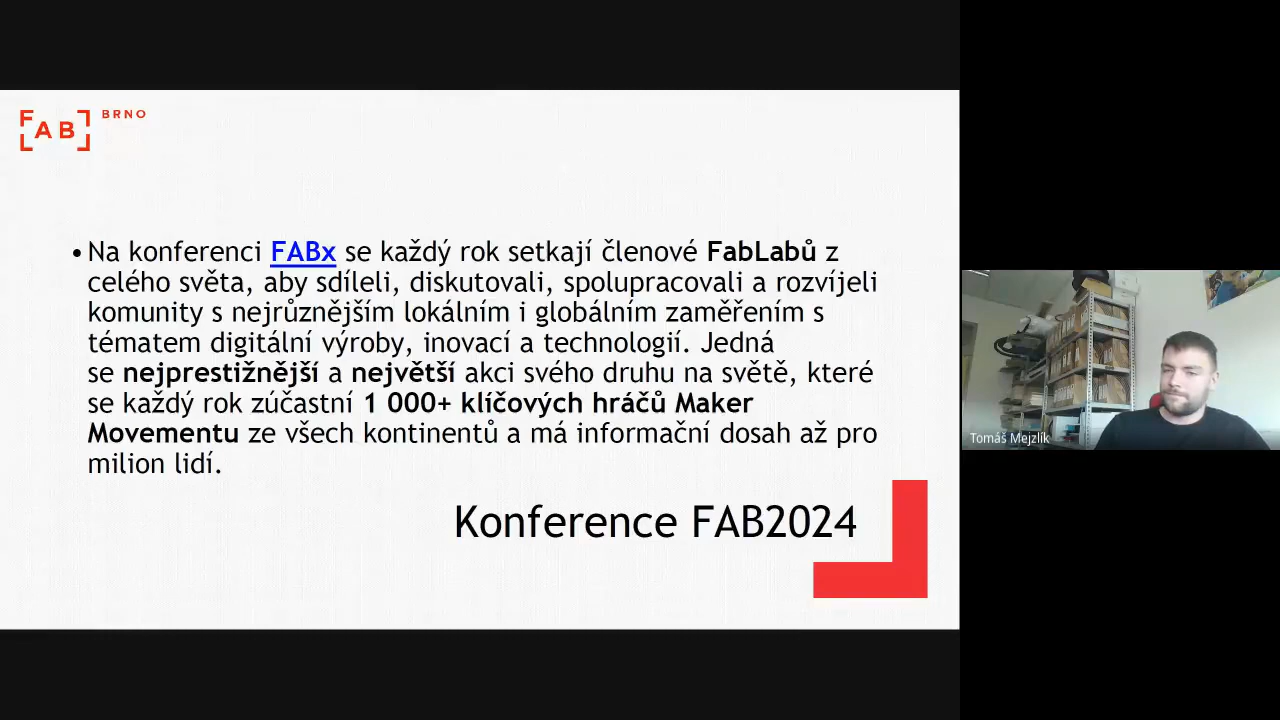 FAB BRNO
• Na konferenci FABx se každý rok setkají členové FabLabů z
celého světa, aby sdíleli, diskutovali, spolupracovali a rozvíjeli
komunity s nejrůznějším lokálním i globálním zaměřením s
tématem digitální výroby, inovací a technologií. Jedná
se nejprestižnější a největší akci svého druhu na světě, které
se každý rok zúčastní 1 000+ klíčových hráčů Maker
Movementu ze všech kontinentů a má informační dosah až pro
milion lidí.
Konference FAB2024
Tomáš Mejzlík